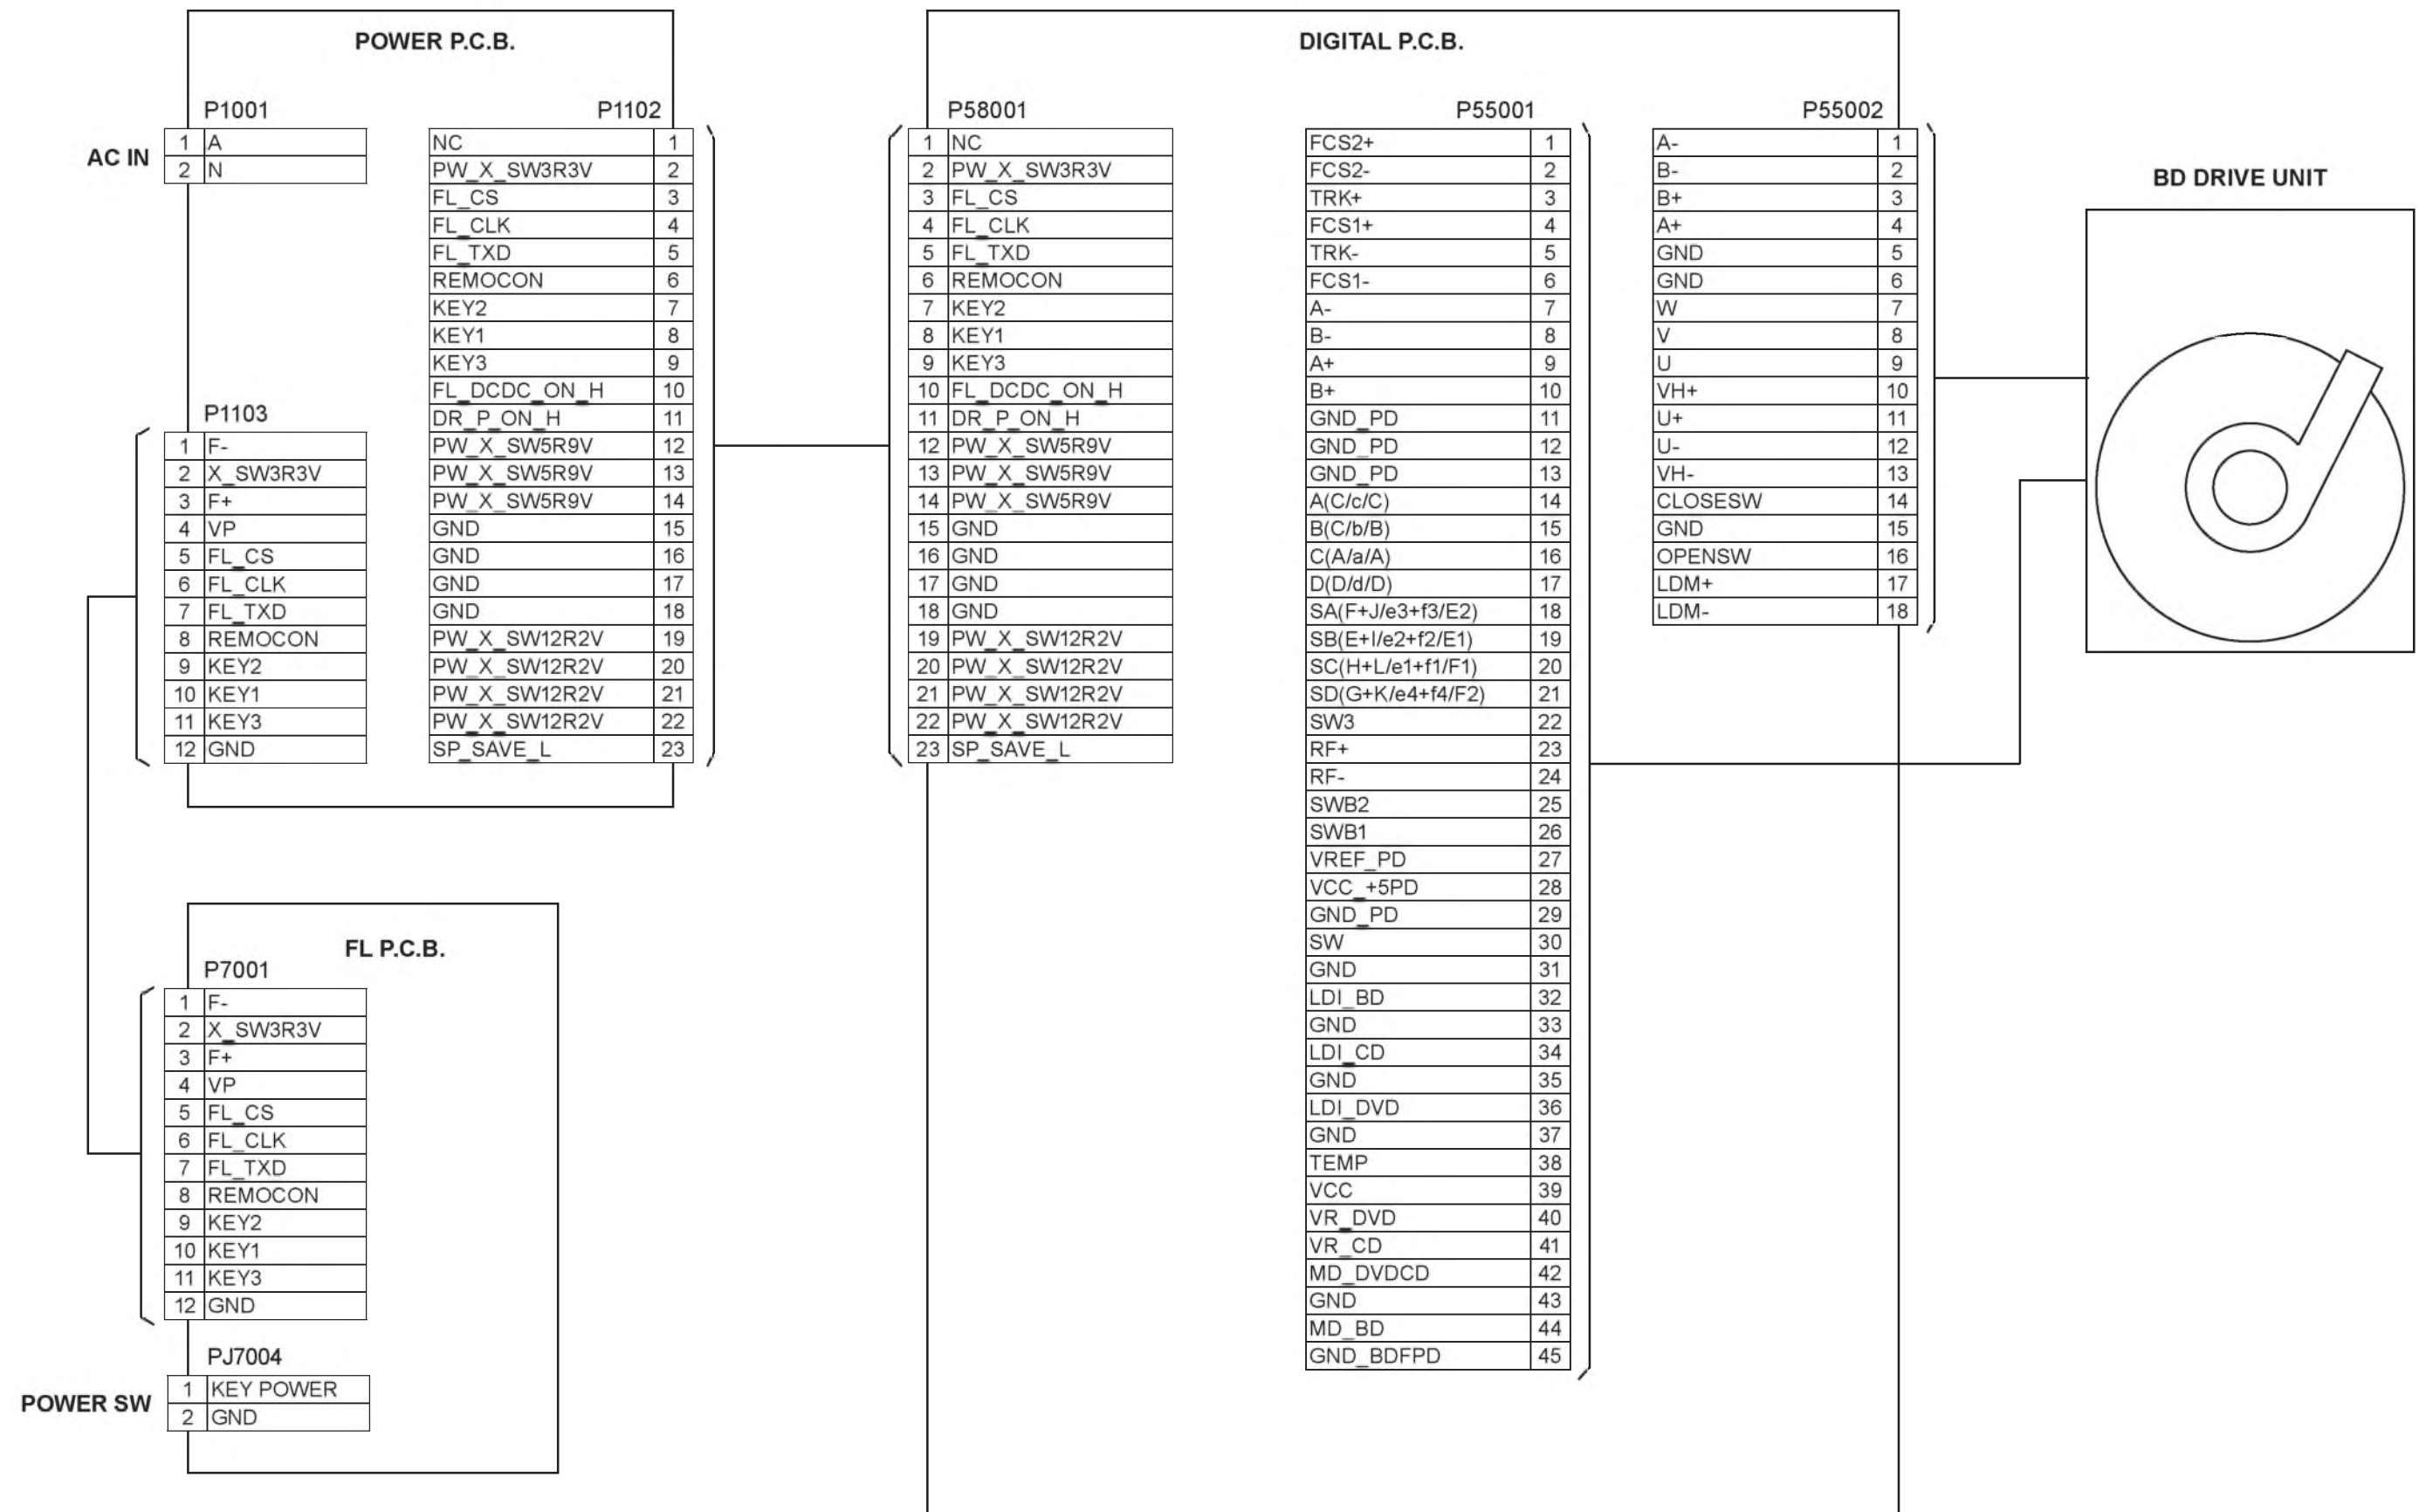 POWER P.C.B.
P1001
AC IN
1 A
2 N
P1102
NC 1
PW_X_SW3R3V 2
FL_CS 3
FL_CLK 4
FL_TXD 5
REMOCON 6
KEY2 7
KEY1 8
KEY3 9
FL_DCDC_ON_H 10
DR_P_ON_H 11
PW_X_SW5R9V 12
PW_X_SW5R9V 13
PW_X_SW5R9V 14
GND 15
GND 16
GND 17
GND 18
PW_X_SW12R2V 19
PW_X_SW12R2V 20
PW_X_SW12R2V 21
PW_X_SW12R2V 22
SP_SAVE_L 23
P1103
1 F-
2 X_SW3R3V
3 F+
4 VP
5 FL_CS
6 FL_CLK
7 FL_TXD
8 REMOCON
9 KEY2
10 KEY1
11 KEY3
12 GND
FL P.C.B.
P7001
1 F-
2 X_SW3R3V
3 F+
4 VP
5 FL_CS
6 FL_CLK
7 FL_TXD
8 REMOCON
9 KEY2
10 KEY1
11 KEY3
12 GND
PJ7004
POWER SW
1 KEY POWER
2 GND
DIGITAL P.C.B.
P58001
1 NC
2 PW_X_SW3R3V
3 FL_CS
4 FL_CLK
5 FL_TXD
6 REMOCON
7 KEY2
8 KEY1
9 KEY3
10 FL_DCDC_ON_H
11 DR_P_ON_H
12 PW_X_SW5R9V
13 PW_X_SW5R9V
14 PW_X_SW5R9V
15 GND
16 GND
17 GND
18 GND
19 PW_X_SW12R2V
20 PW_X_SW12R2V
21 PW_X_SW12R2V
22 PW_X_SW12R2V
23 SP_SAVE_L
P55001
FCS2+ 1
FCS2- 2
TRK+ 3
FCS1+ 4
TRK- 5
FCS1- 6
A- 7
B- 8
A+ 9
B+ 10
GND_PD 11
GND_PD 12
GND_PD 13
A(C/c/C) 14
B(C/b/B) 15
C(A/a/A) 16
D(D/d/D) 17
SA(F+J/e3+f3/E2) 18
SB(E+I/e2+f2/E1) 19
SC(H+L/e1+f1/F1) 20
SD(G+K/e4+f4/F2) 21
SW3 22
RF+ 23
RF- 24
SWB2 25
SWB1 26
VREF_PD 27
VCC_+5PD 28
GND_PD 29
SW 30
GND 31
LDI_BD 32
GND 33
LDI_CD 34
GND 35
LDI_DVD 36
GND 37
TEMP 38
VCC 39
VR_DVD 40
VR_CD 41
MD_DVDCD 42
GND 43
MD_BD 44
GND_BDFPD 45
P55002
A- 1
B- 2
B+ 3
A+ 4
GND 5
GND 6
W 7
V 8
U 9
VH+ 10
U+ 11
U- 12
VH- 13
CLOSESW 14
GND 15
OPENSW 16
LDM+ 17
LDM- 18
BD DRIVE UNIT